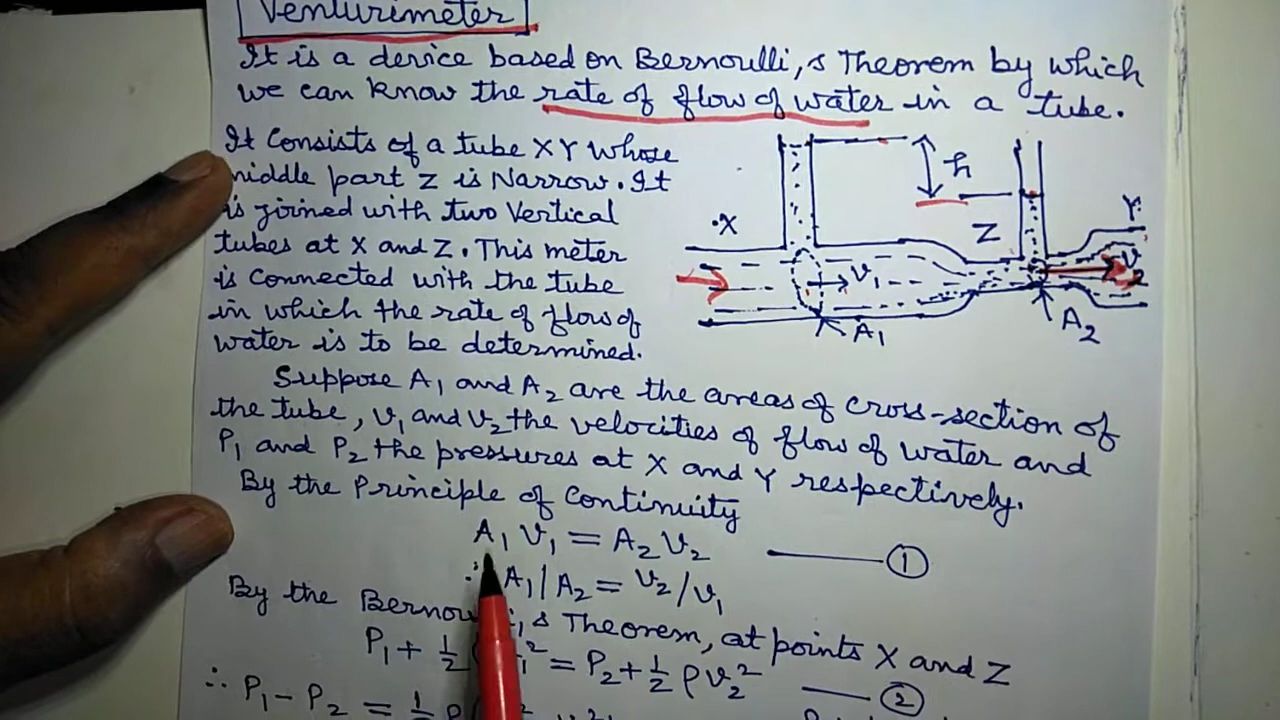 Venturimeter
It is a device based on Bernoulli,s Theorem by which
we can know the rate of flow of water in a tube.
It Consists of a tube XY whose
middle part Z is Narrow. It
is joined with two Vertical
tubes at X and Z. This meter
is connected with the tube
in which the rate of flow of
water is to be determined.
h
.X
Z
Y
V₁
V₂
A₁
A₂
Suppose A₁ and A₂ are the areas of cross-section of
the tube, V₁ and V₂ the velocities of flow of water and
P₁ and P₂ the pressures at X and Y respectively.
By the Principle of Continuity
A₁ V₁ = A₂ V₂ —— ①
∴ A₁/A₂ = V₂/V₁
By the Bernoulli,s Theorem, at points X and Z
P₁ + ½ ₁² = P₂ + ½ ρV₂² —— ②
∴ P₁ - P₂ =